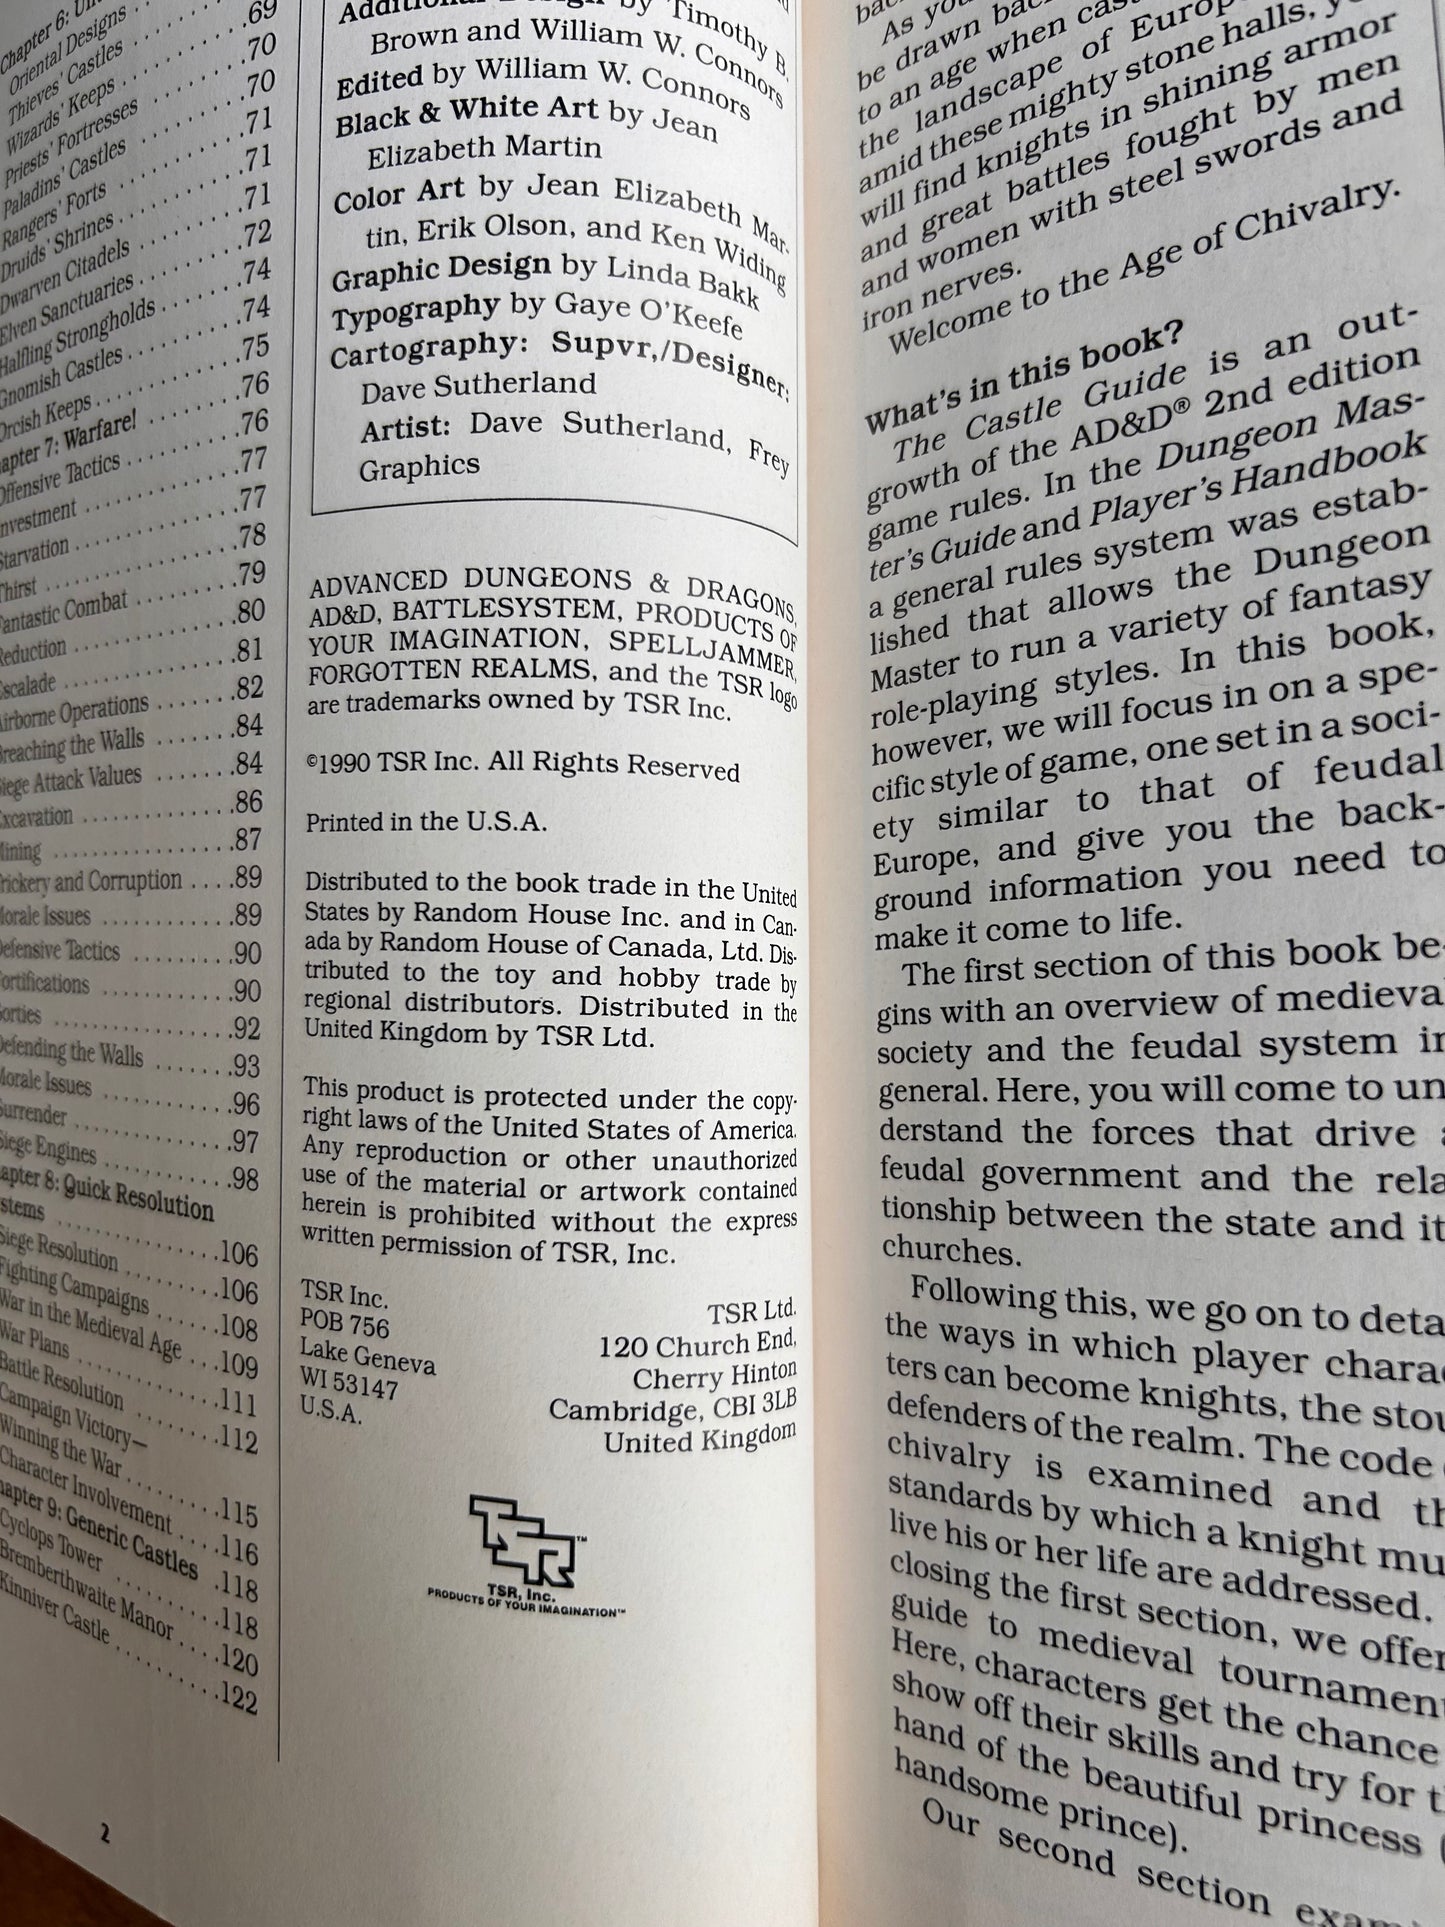 Oriental Designs . . . .69
Thieves' Castles . . . . . . . .70
Wizards' Keeps . . . . . . . . .70
Priests' Fortresses . . . . . . .71
Paladins' Castles . . . . . . . .71
Rangers' Forts . . . . . . . . . .71
Druids' Shrines . . . . . . . . .72
Dwarven Citadels . . . . . . . .74
Elven Sanctuaries . . . . . . . .74
Halfling Strongholds . . . . . .75
Gnomish Castles . . . . . . . . .76
Orcish Keeps . . . . . . . . . . .76
apter 7: Warfare! . . . . . . . .77
Offensive Tactics . . . . . . . .77
nvestment . . . . . . . . . . . .78
Starvation . . . . . . . . . . . .79
Thirst . . . . . . . . . . . . . . .80
antastic Combat . . . . . . . .81
Reduction . . . . . . . . . . . .82
scalade . . . . . . . . . . . . . .84
irborne Operations . . . . . .84
reaching the Walls . . . . . . .86
iege Attack Values . . . . . . .87
xcavation . . . . . . . . . . . .89
ining . . . . . . . . . . . . . . .89
rickery and Corruption . . . .90
orale Issues . . . . . . . . . . .90
efensive Tactics . . . . . . . .92
ortifications . . . . . . . . . .93
orties . . . . . . . . . . . . . . .96
efending the Walls . . . . . . .97
orale Issues . . . . . . . . . . .98
urrender
Siege Engines . . . . . . . . . .106
apter 8: Quick Resolution
stems . . . . . . . . . . . . . . .106
Siege Resolution . . . . . . . .108
Fighting Campaigns . . . . . .109
War in the Medieval Age . . .111
War Plans . . . . . . . . . . . .112
Battle Resolution
Campaign Victory—
Winning the War . . . . . . . .115
Character Involvement . . . .116
hapter 9: Generic Castles .118
Cyclops Tower . . . . . . . . . .118
Bremberthwaite Manor . . . .120
Kinniver Castle . . . . . . . . .122
2
Additional Design by Timothy B.
Brown and William W. Connors
Edited by William W. Connors
Black & White Art by Jean
Elizabeth Martin
Color Art by Jean Elizabeth Mar-
tin, Erik Olson, and Ken Widing
Graphic Design by Linda Bakk
Typography by Gaye O'Keefe
Cartography: Supvr,/Designer:
Dave Sutherland
Artist: Dave Sutherland, Frey
Graphics
ADVANCED DUNGEONS & DRAGONS,
AD&D, BATTLESYSTEM, PRODUCTS OF
YOUR IMAGINATION, SPELLJAMMER,
FORGOTTEN REALMS, and the TSR logo
are trademarks owned by TSR Inc.
©1990 TSR Inc. All Rights Reserved
Printed in the U.S.A.
Distributed to the book trade in the United
States by Random House Inc. and in Can-
ada by Random House of Canada, Ltd. Dis-
tributed to the toy and hobby trade by
regional distributors. Distributed in the
United Kingdom by TSR Ltd.
This product is protected under the copy-
right laws of the United States of America.
Any reproduction or other unauthorized
use of the material or artwork contained
herein is prohibited without the express
written permission of TSR, Inc.
TSR Inc.
POB 756
Lake Geneva
WI 53147
U.S.A.
TSR Ltd.
120 Church End,
Cherry Hinton
Cambridge, CBI 3LB
United Kingdom
TSR™
TSR, Inc.
PRODUCTS OF YOUR IMAGINATION™
As you
be drawn
to an age when
the landscape of
amid these mighty stone halls,
will find knights in shining armor
and great battles fought by men
and women with steel swords and
iron nerves.
Welcome to the Age of Chivalry.
What's in this book?
The Castle Guide is an out-
growth of the AD&D® 2nd edition
game rules. In the Dungeon Mas-
ter's Guide and Player's Handbook
a general rules system was estab-
lished that allows the Dungeon
Master to run a variety of fantasy
role-playing styles. In this book,
however, we will focus in on a spe-
cific style of game, one set in a soci-
ety similar to that of feudal
Europe, and give you the back-
ground information you need to
make it come to life.
The first section of this book be-
gins with an overview of medieva
society and the feudal system in
general. Here, you will come to un
derstand the forces that drive a
feudal government and the rela
tionship between the state and it
churches.
Following this, we go on to deta
the ways in which player charac
ters can become knights, the stou
defenders of the realm. The code
chivalry is examined and th
standards by which a knight mu
live his or her life are addressed.
closing the first section, we offer
guide to medieval tournament
Here, characters get the chance
show off their skills and try for t
hand of the beautiful princess (
handsome prince).
Our second section exam